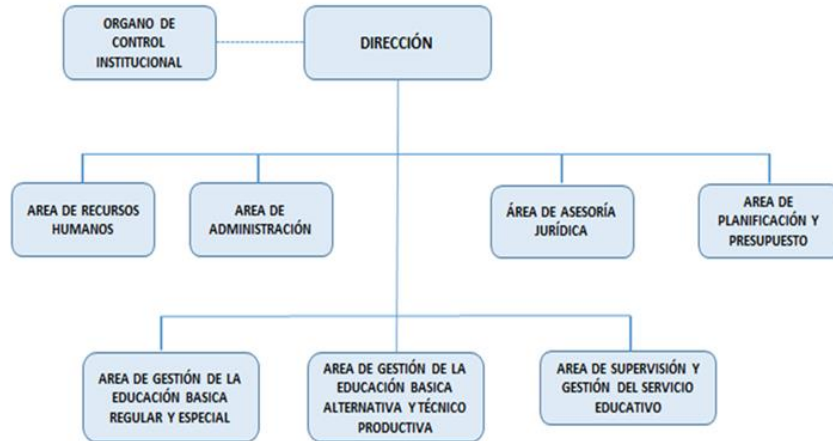 ORGANO DE
CONTROL
INSTITUCIONAL
DIRECCIÓN
AREA DE RECURSOS
HUMANOS
AREA DE
ADMINISTRACIÓN
ÁREA DE ASESORÍA
JURÍDICA
AREA DE
PLANIFICACIÓN Y
PRESUPUESTO
AREA DE GESTIÓN DE LA
EDUCACIÓN BASICA
REGULAR Y ESPECIAL
AREA DE GESTIÓN DE LA
EDUCACIÓN BASICA
ALTERNATIVA Y TÉCNICO
PRODUCTIVA
AREA DE SUPERVISIÓN Y
GESTIÓN DEL SERVICIO
EDUCATIVO